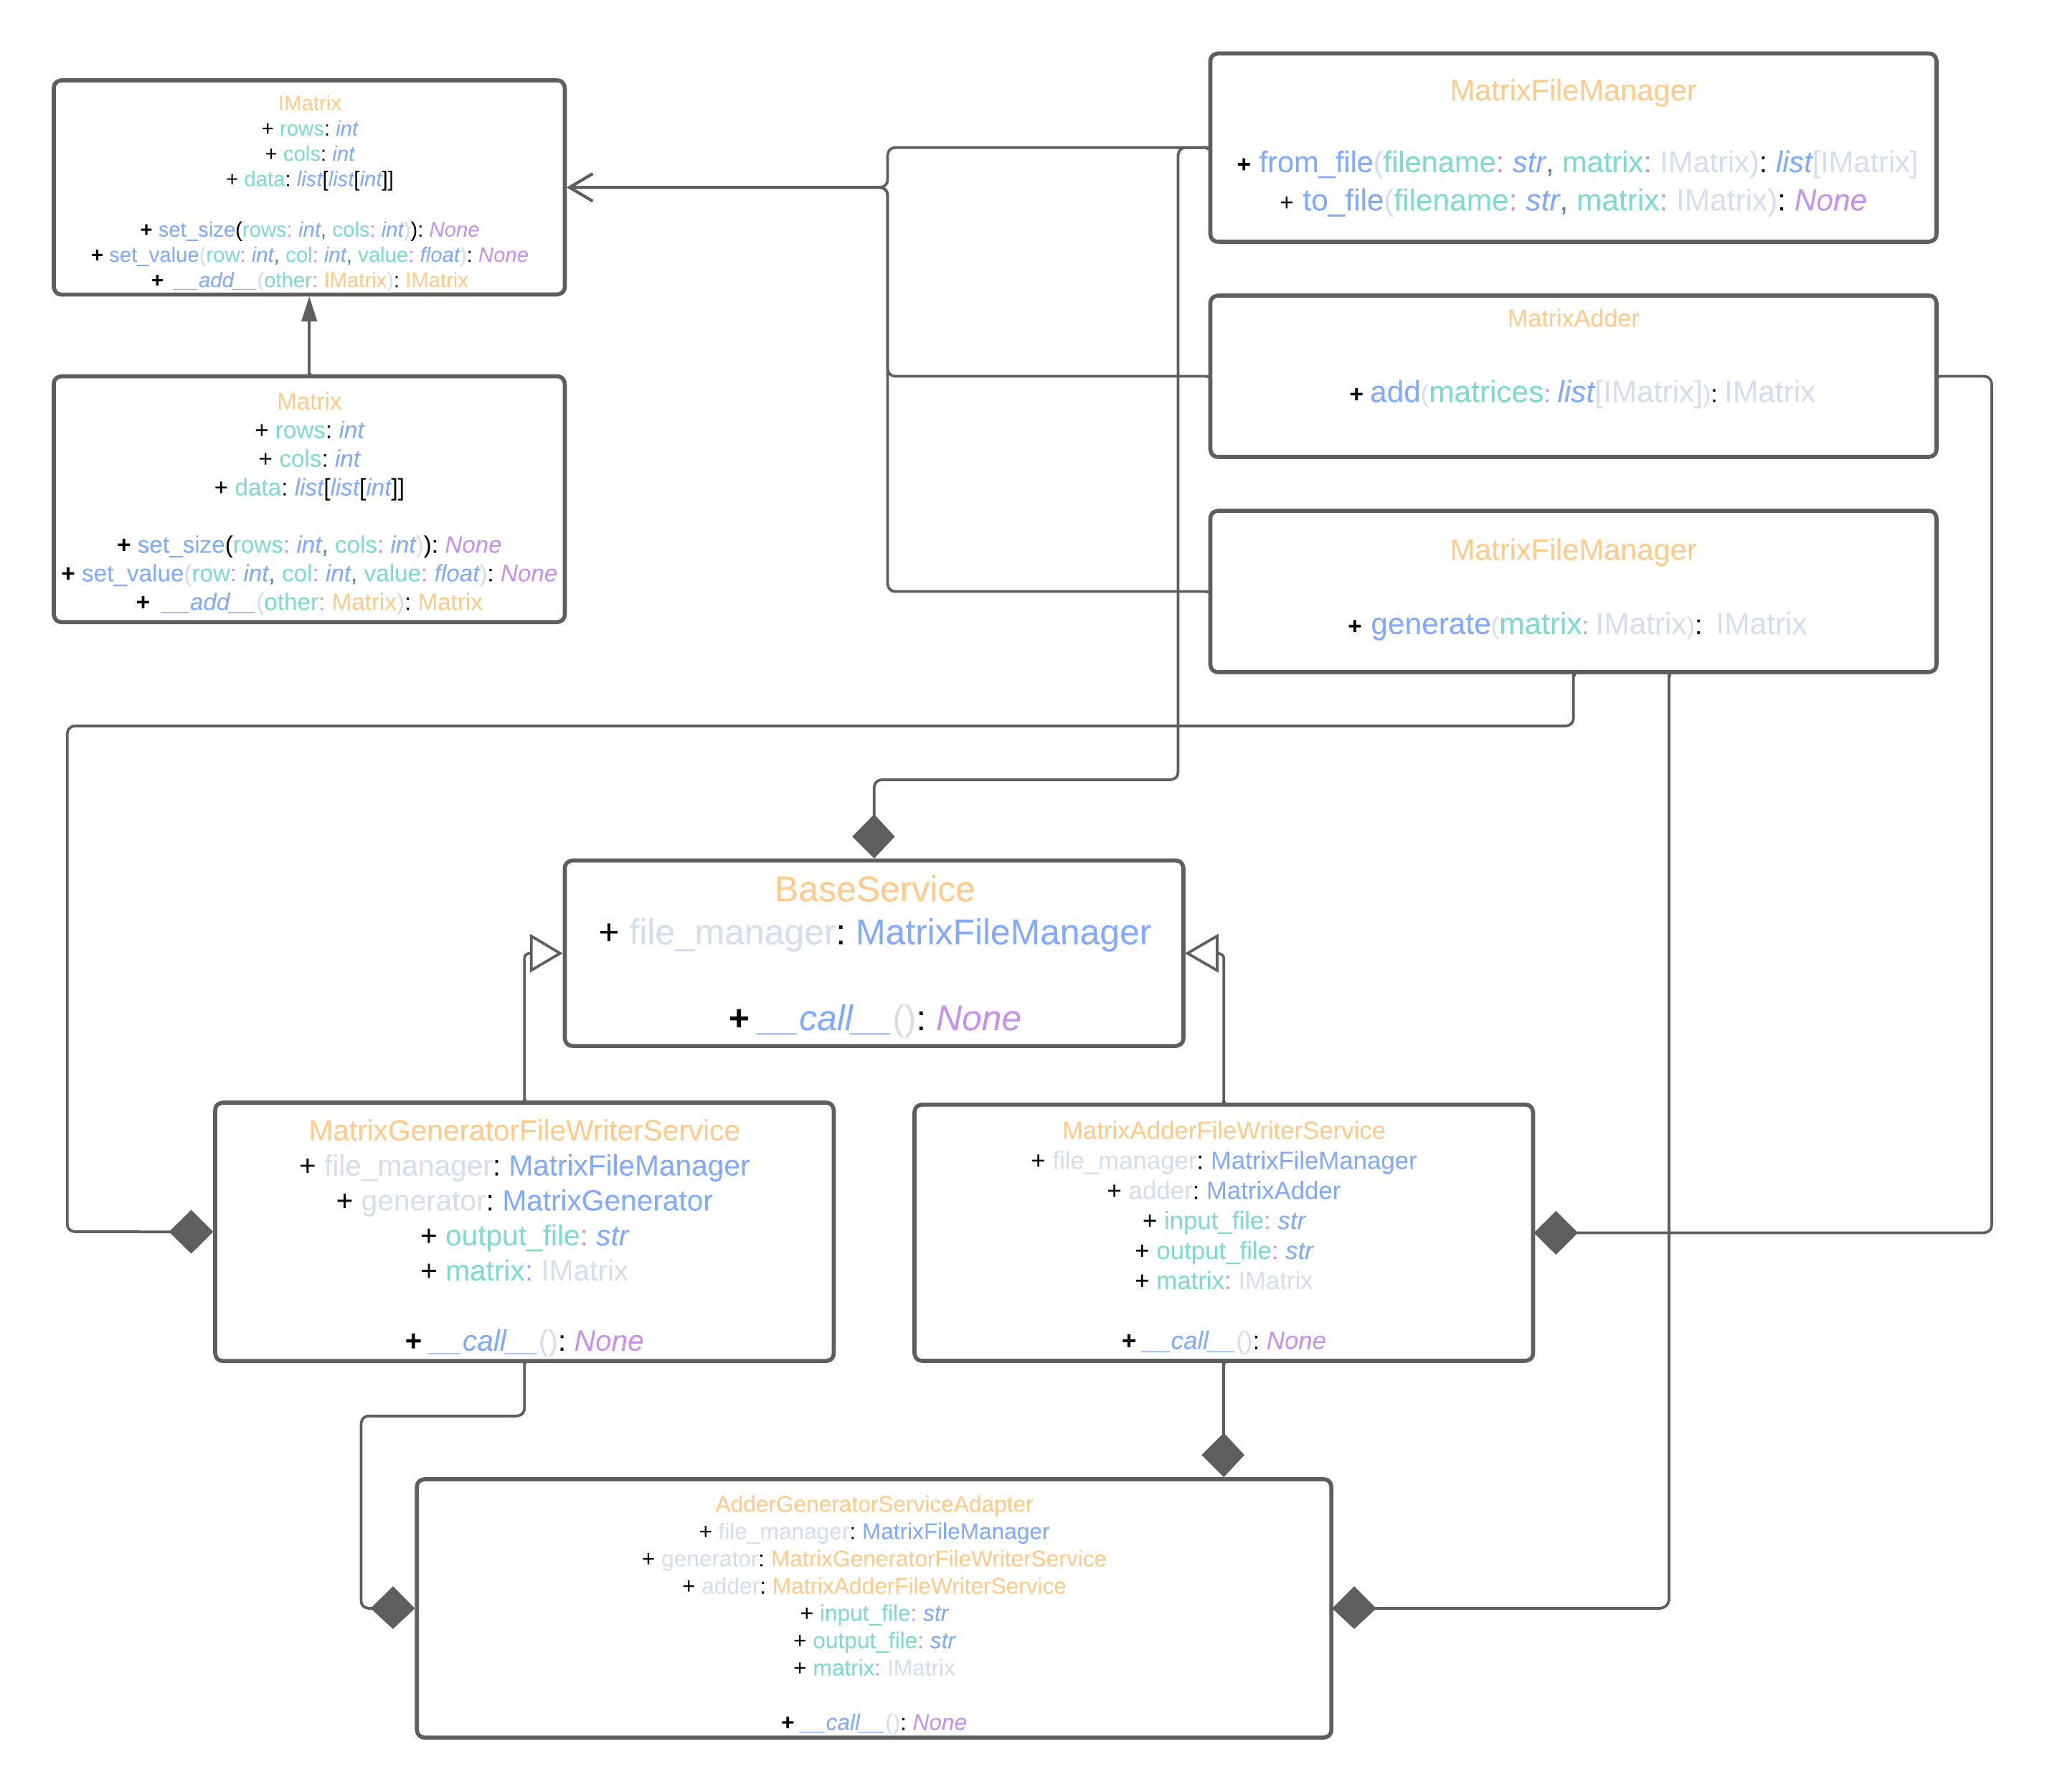 IMatrix
+ rows: int
+ cols: int
+ data: list[list[int]]
+ set_size(rows: int, cols: int)): None
+ set_value(row: int, col: int, value: float): None
+ __add__(other: IMatrix): IMatrix
Matrix
+ rows: int
+ cols: int
+ data: list[list[int]]
+ set_size(rows: int, cols: int)): None
+ set_value(row: int, col: int, value: float): None
+ __add__(other: Matrix): Matrix
MatrixFileManager
+ from_file(filename: str, matrix: IMatrix): list[IMatrix]
+ to_file(filename: str, matrix: IMatrix): None
MatrixAdder
+ add(matrices: list[IMatrix]): IMatrix
MatrixFileManager
+ generate(matrix: IMatrix): IMatrix
BaseService
+ file_manager: MatrixFileManager
+ __call__(): None
MatrixGeneratorFileWriterService
+ file_manager: MatrixFileManager
+ generator: MatrixGenerator
+ output_file: str
+ matrix: IMatrix
+ __call__(): None
MatrixAdderFileWriterService
+ file_manager: MatrixFileManager
+ adder: MatrixAdder
+ input_file: str
+ output_file: str
+ matrix: IMatrix
+ __call__(): None
AdderGeneratorServiceAdapter
+ file_manager: MatrixFileManager
+ generator: MatrixGeneratorFileWriterService
+ adder: MatrixAdderFileWriterService
+ input_file: str
+ output_file: str
+ matrix: IMatrix
+ __call__(): None